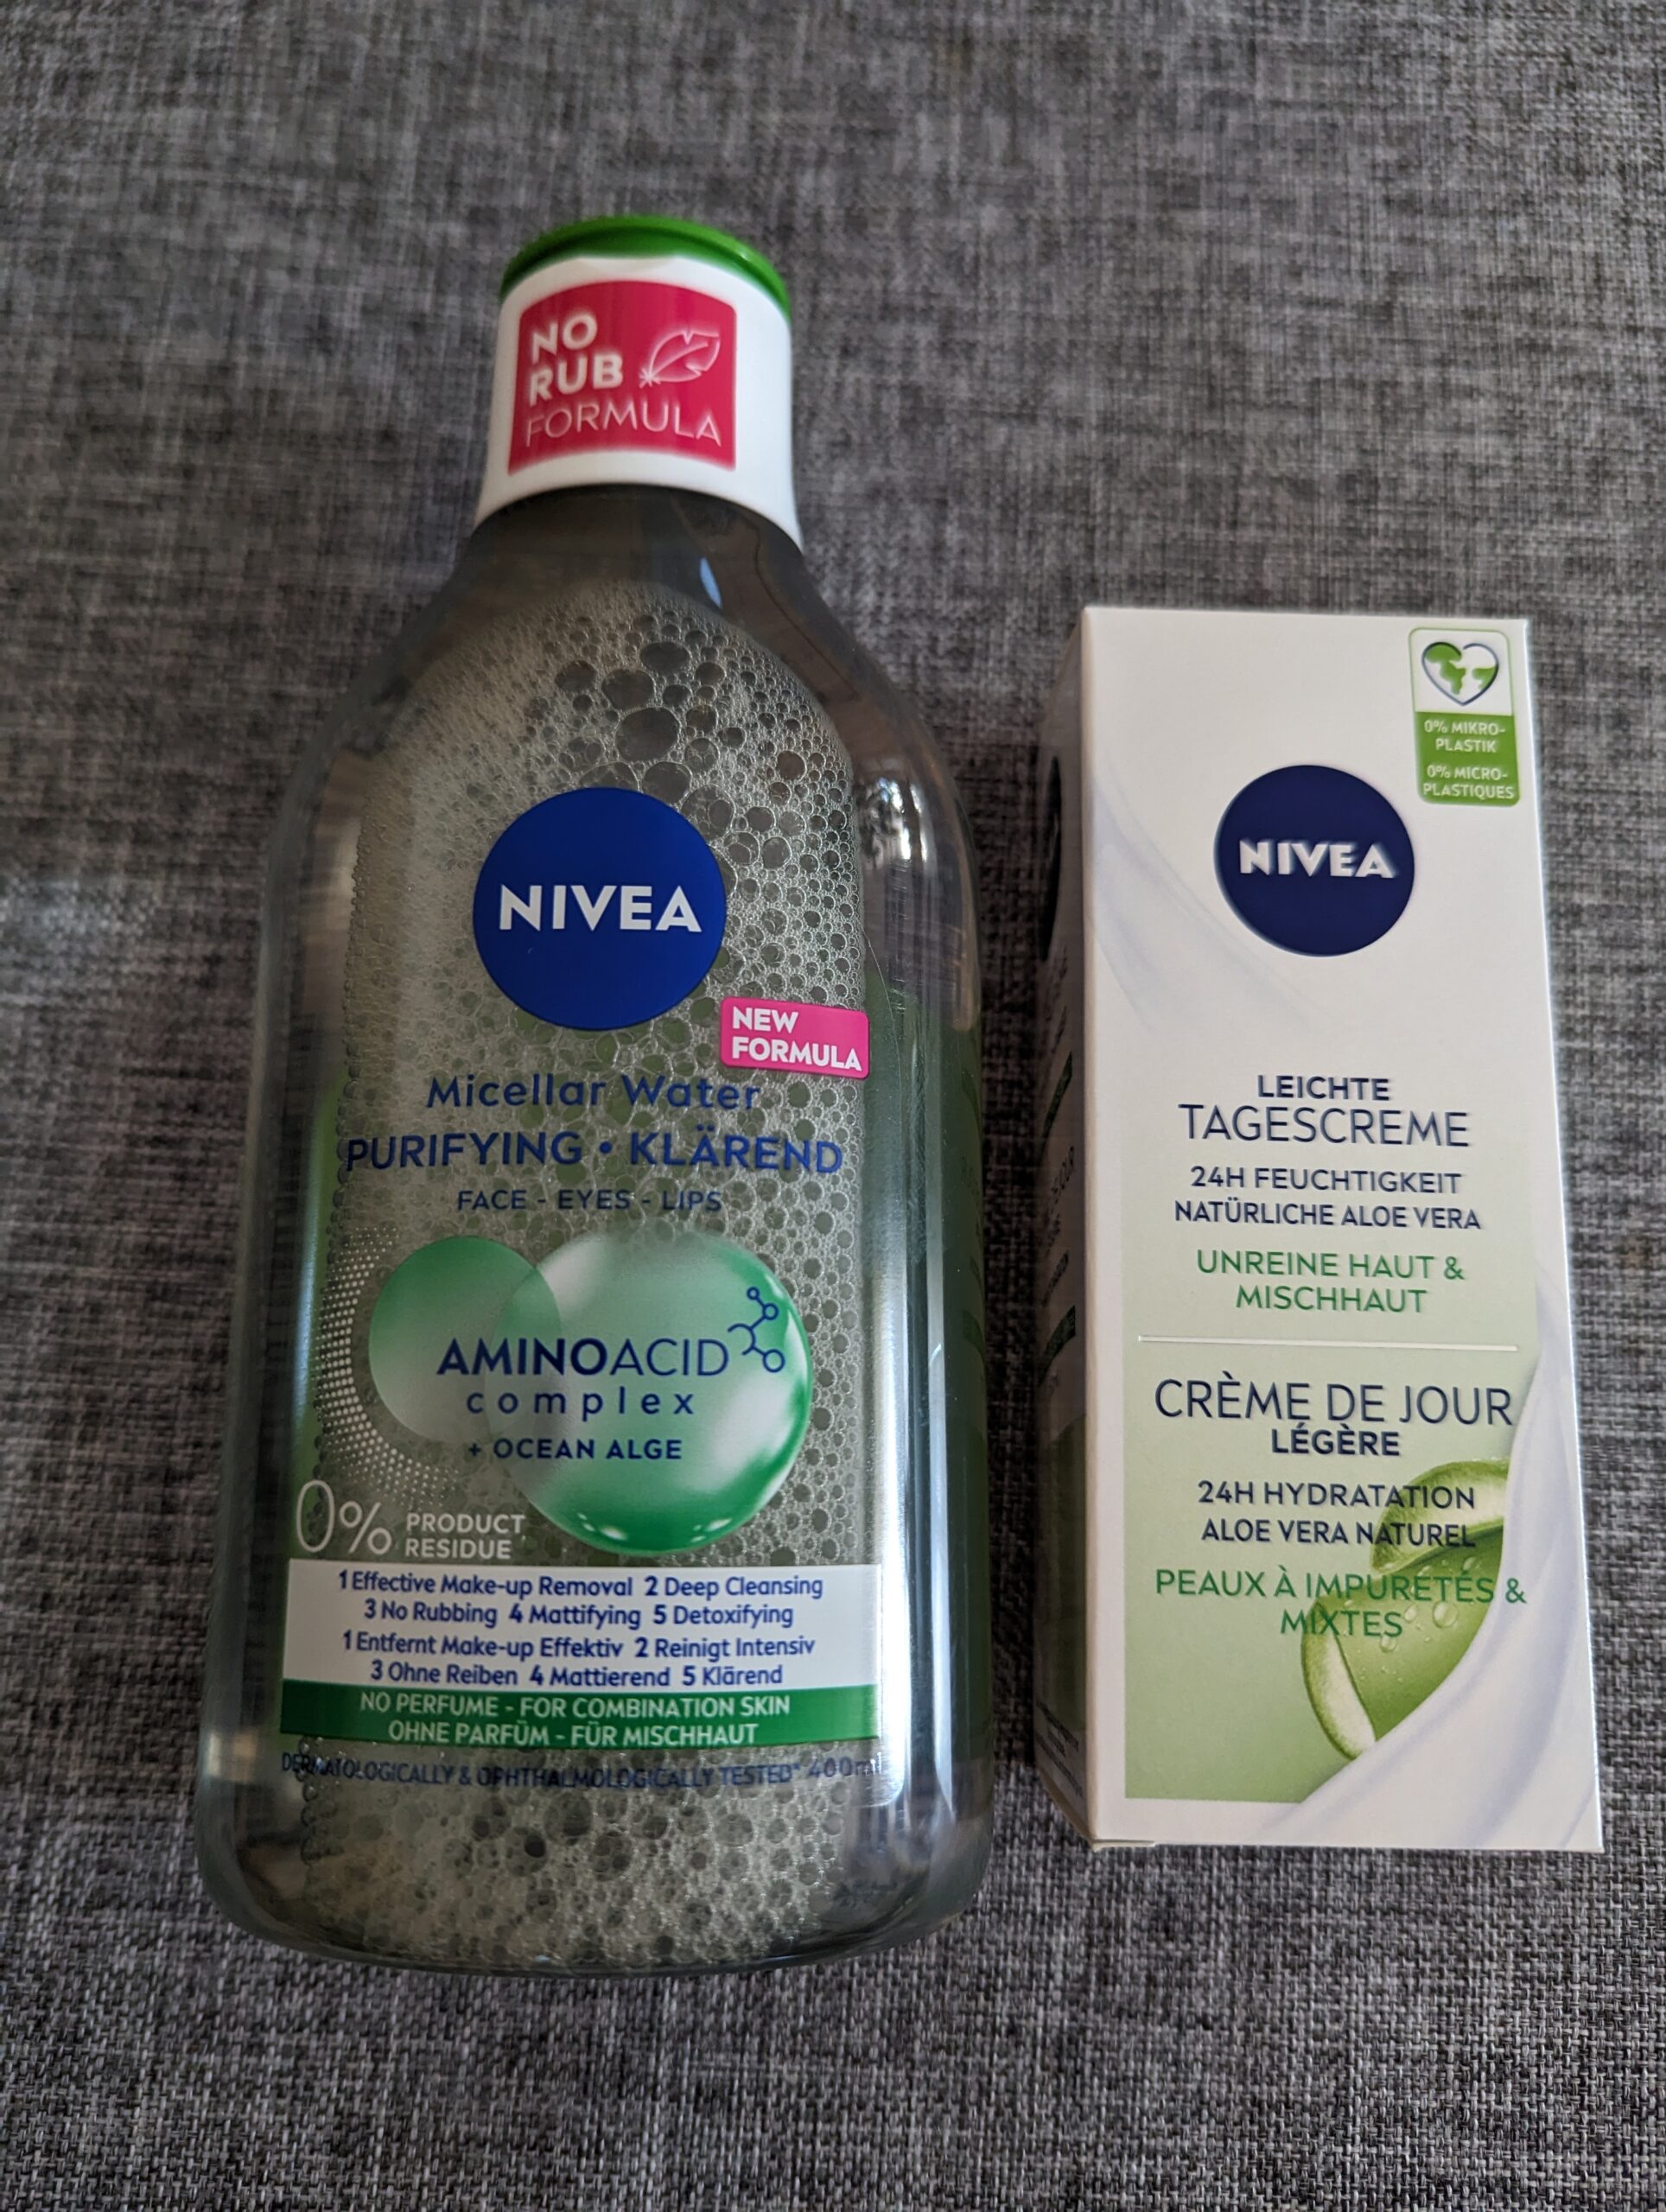 NO
RUB
FORMULA
NIVEA
NEW
FORMULA
Micellar Water
PURIFYING • KLÄREND
FACE - EYES - LIPS
AMINOACID
complex
+ OCEAN ALGE
0% PRODUCT
RESIDUE
1 Effective Make-up Removal 2 Deep Cleansing
3 No Rubbing 4 Mattifying 5 Detoxifying
1 Entfernt Make-up Effektiv 2 Reinigt Intensiv
3 Ohne Reiben 4 Mattierend 5 Klärend
NO PERFUME - FOR COMBINATION SKIN
OHNE PARFÜM - FÜR MISCHHAUT
DERMATOLOGICALLY & OPHTHALMOLOGICALLY TESTED* 400ml
0% MIKRO-
PLASTIK
0% MICRO-
PLASTIQUES
NIVEA
LEICHTE
TAGESCREME
24H FEUCHTIGKEIT
NATÜRLICHE ALOE VERA
UNREINE HAUT &
MISCHHAUT
CRÈME DE JOUR
LÉGÈRE
24H HYDRATATION
ALOE VERA NATUREL
PEAUX À IMPURETÉS &
MIXTES